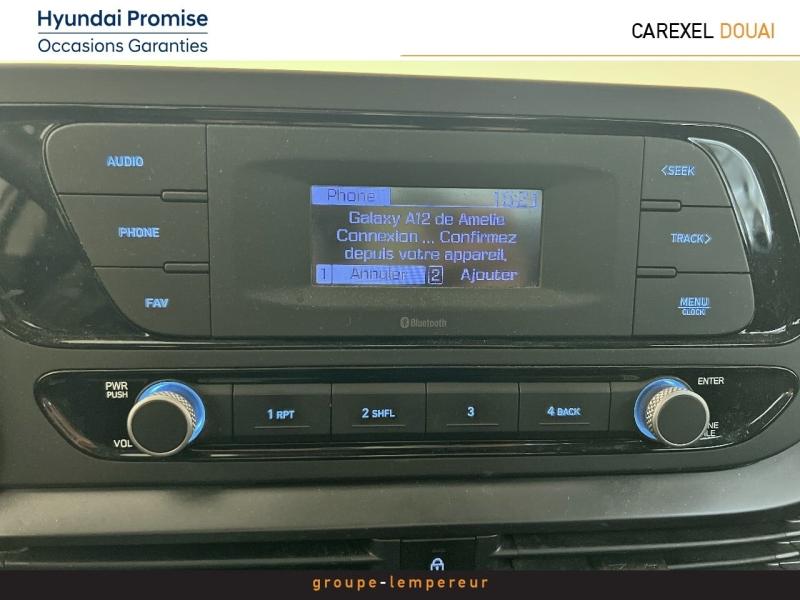 Hyundai Promise
Occasions Garanties
CAREXEL DOUAI
AUDIO
PHONE
FAV
Phone
Galaxy A12 de Amelie
Connexion ... Confirmez
depuis votre appareil.
1 Annuler 2 Ajouter
Bluetooth
<SEEK
TRACK>
MENU
CLOCK
PWR
PUSH
VOL
1 RPT
2 SHFL
3
4 BACK
ENTER
groupe-lempereur